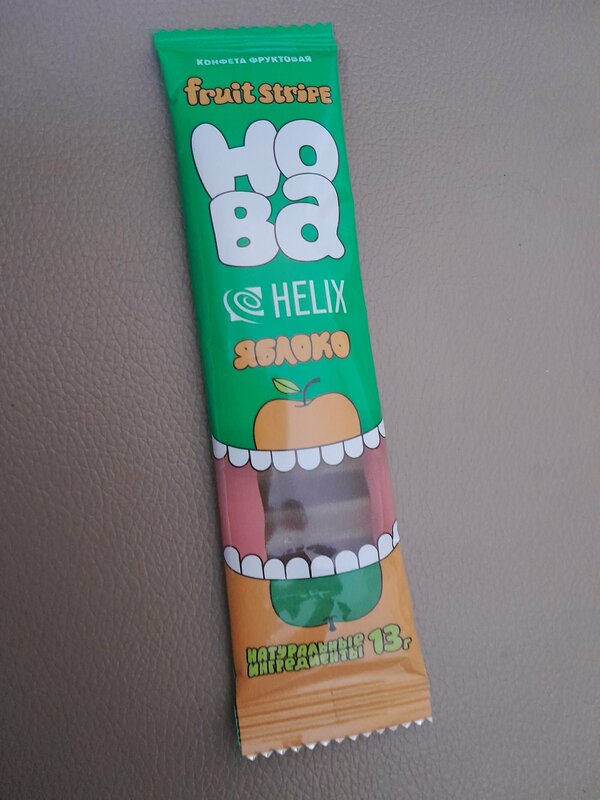 КОНФЕТА ФРУКТОВАЯ
fruit stripe
Но
Ва
HELIX
ЯБЛОКО
НАТУРАЛЬНЫЕ
ИНГРЕДИЕНТЫ 13г